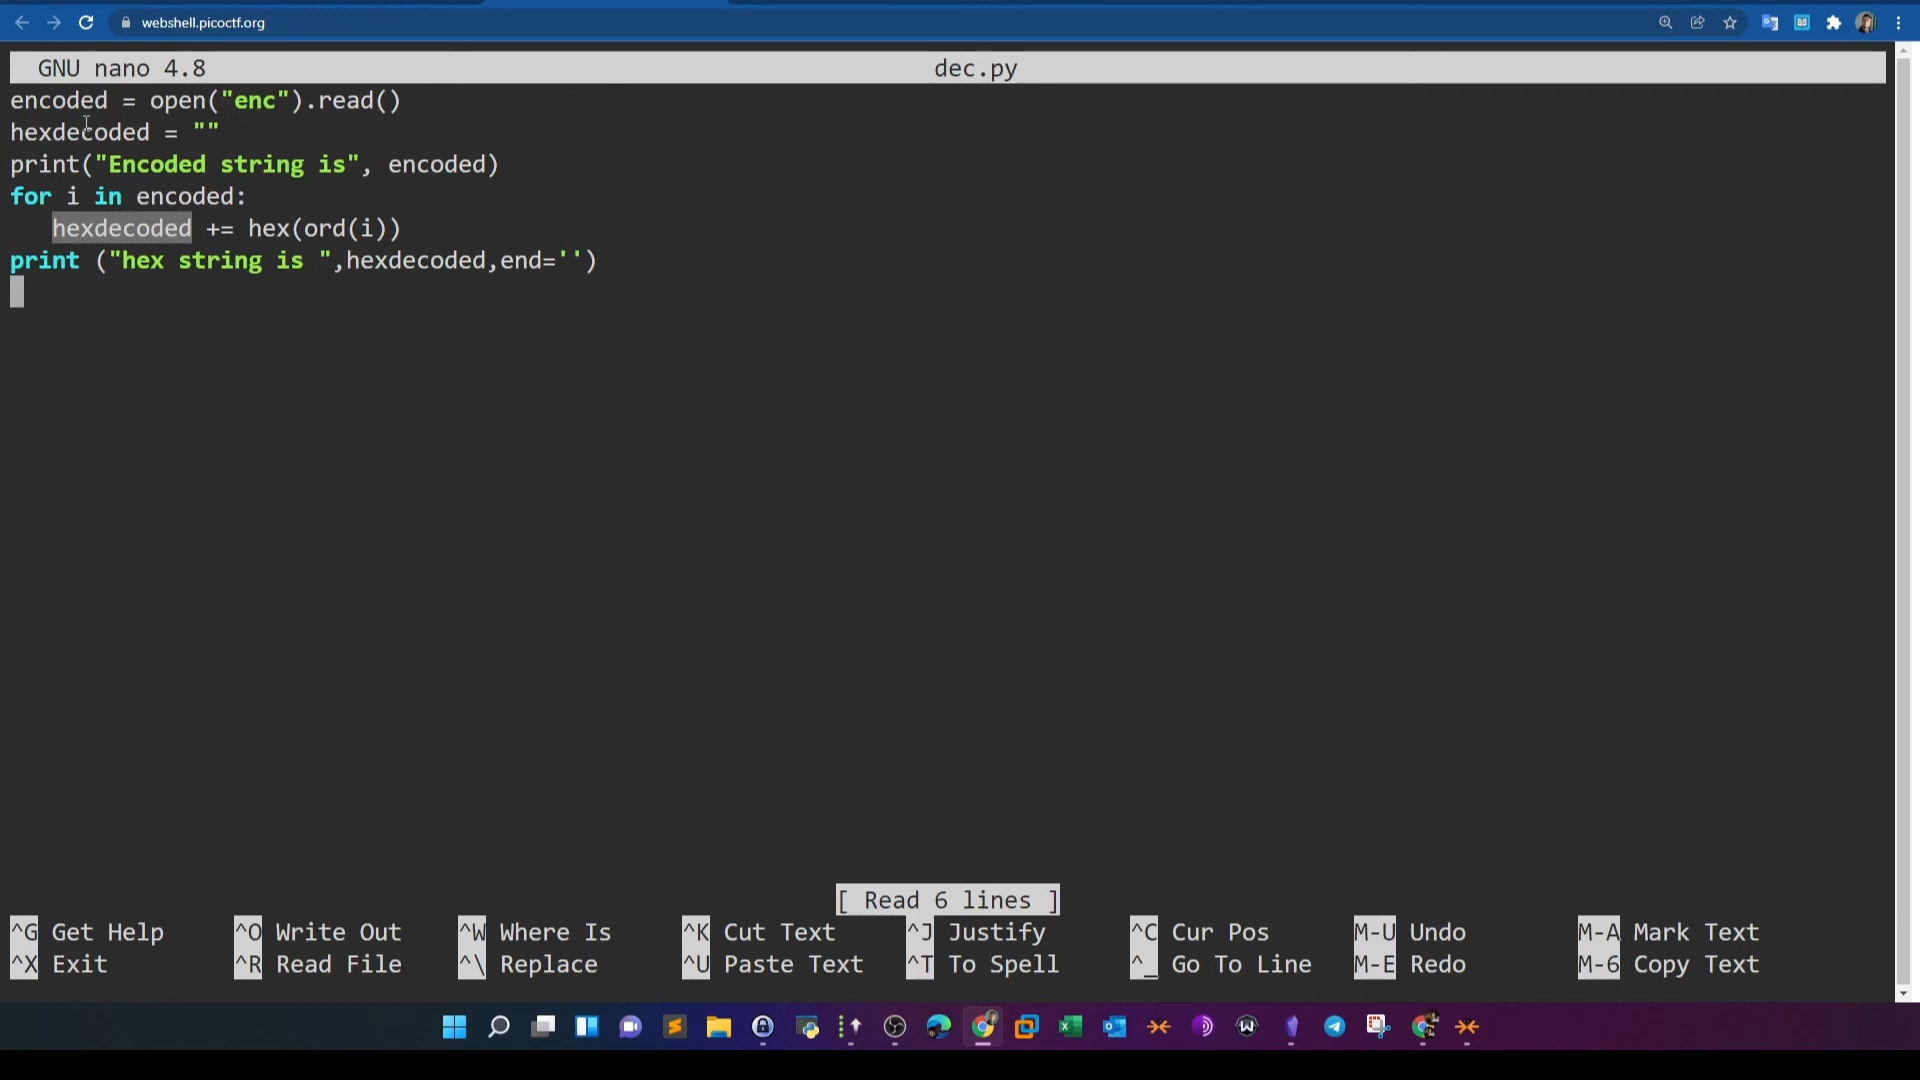 webshell.picoctf.org
GNU nano 4.8 dec.py
encoded = open("enc").read()
hexdecoded = ""
print("Encoded string is", encoded)
for i in encoded:
   hexdecoded += hex(ord(i))
print ("hex string is ",hexdecoded,end='')
[ Read 6 lines ]
^G Get Help ^O Write Out ^W Where Is ^K Cut Text ^J Justify ^C Cur Pos M-U Undo M-A Mark Text
^X Exit ^R Read File ^\ Replace ^U Paste Text ^T To Spell ^_ Go To Line M-E Redo M-6 Copy Text